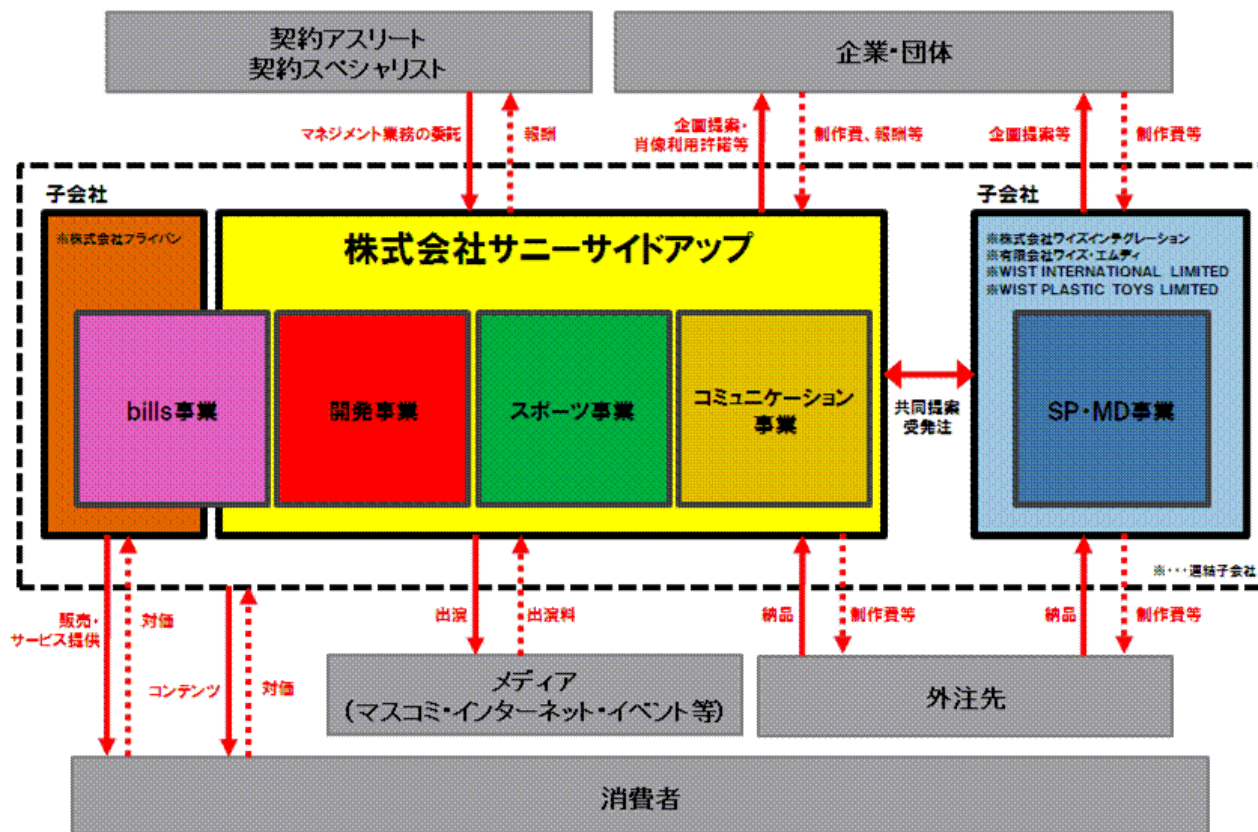 契約アスリート
契約スペシャリスト
企業・団体
マネジメント業務の委託
報酬
企画提案・
肖像利用許諾等
制作費、報酬等
企画提案等
制作費等
子会社
※株式会社フライパン
株式会社サニーサイドアップ
子会社
※株式会社ワイズインテグレーション
※有限会社ワイズ・エムディ
※WIST INTERNATIONAL LIMITED
※WIST PLASTIC TOYS LIMITED
bills事業
開発事業
スポーツ事業
コミュニケーション
事業
共同提案
受発注
SP・MD事業
※・・・連結子会社
販売・
サービス提供
対価
コンテンツ
対価
出演
出演料
納品
制作費等
納品
制作費等
メディア
(マスコミ・インターネット・イベント等)
外注先
消費者